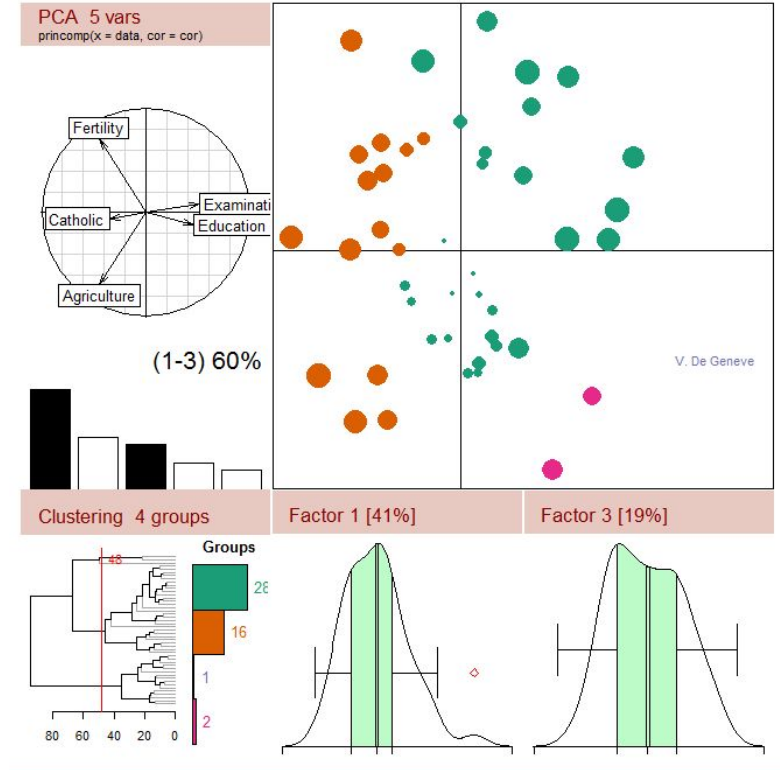 PCA 5 vars
princomp(x = data, cor = cor)
Fertility
Examinati
Catholic
Education
Agriculture
(1-3) 60%
V. De Geneve
Clustering 4 groups
Factor 1 [41%]
Factor 3 [19%]
Groups
48
28
16
1
2
80 60 40 20 0